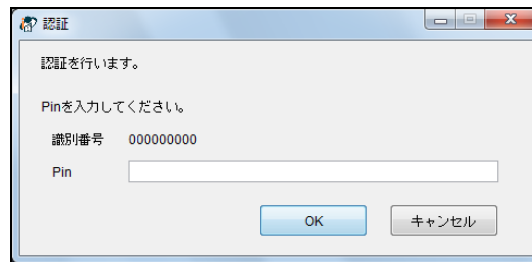 認証
認証を行います。
Pinを入力してください。
識別番号 000000000
Pin
OK キャンセル